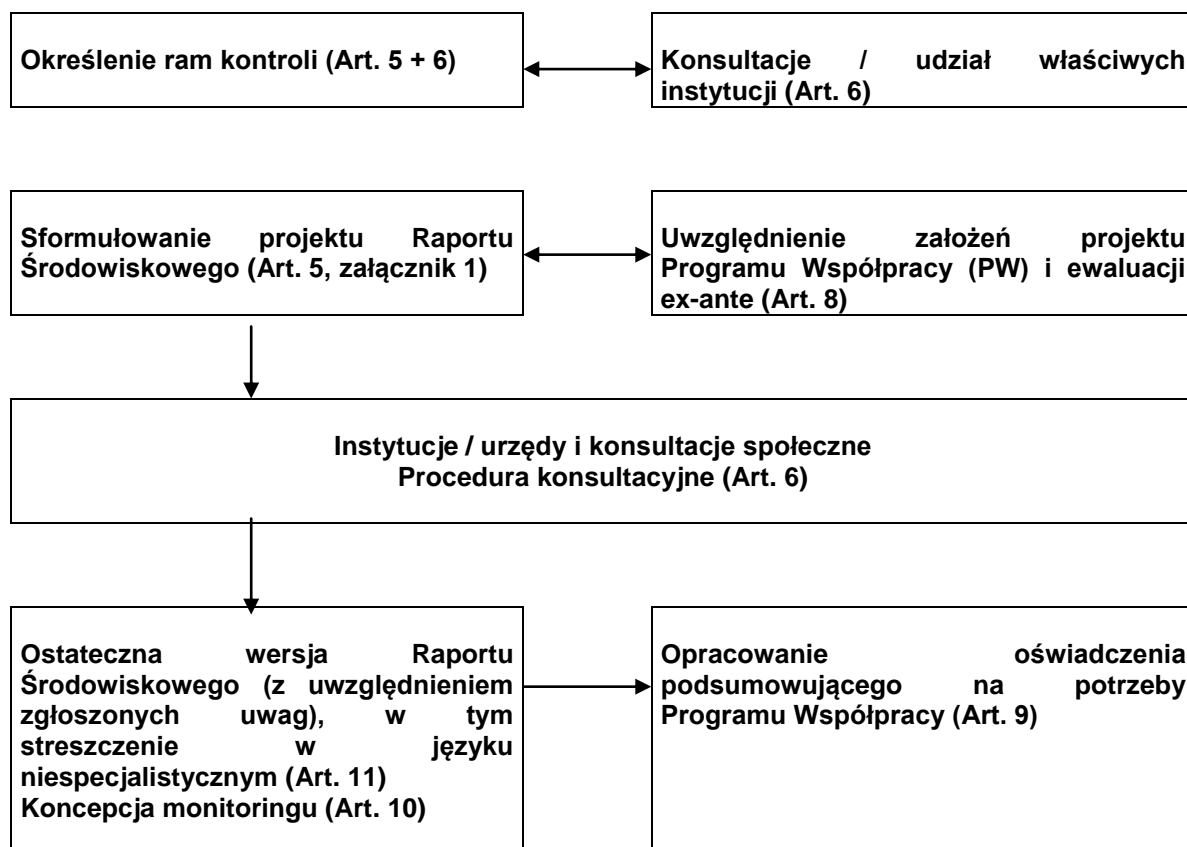 Określenie ram kontroli (Art. 5 + 6)
Konsultacje / udział właściwych
instytucji (Art. 6)
Sformułowanie projektu Raportu
Środowiskowego (Art. 5, załącznik 1)
Uwzględnienie założeń projektu
Programu Współpracy (PW) i ewaluacji
ex-ante (Art. 8)
Instytucje / urzędy i konsultacje społeczne
Procedura konsultacyjne (Art. 6)
Ostateczna wersja Raportu
Środowiskowego (z uwzględnieniem
zgłoszonych uwag), w tym
streszczenie w języku
niespecjalistycznym (Art. 11)
Koncepcja monitoringu (Art. 10)
Opracowanie oświadczenia
podsumowującego na potrzeby
Programu Współpracy (Art. 9)